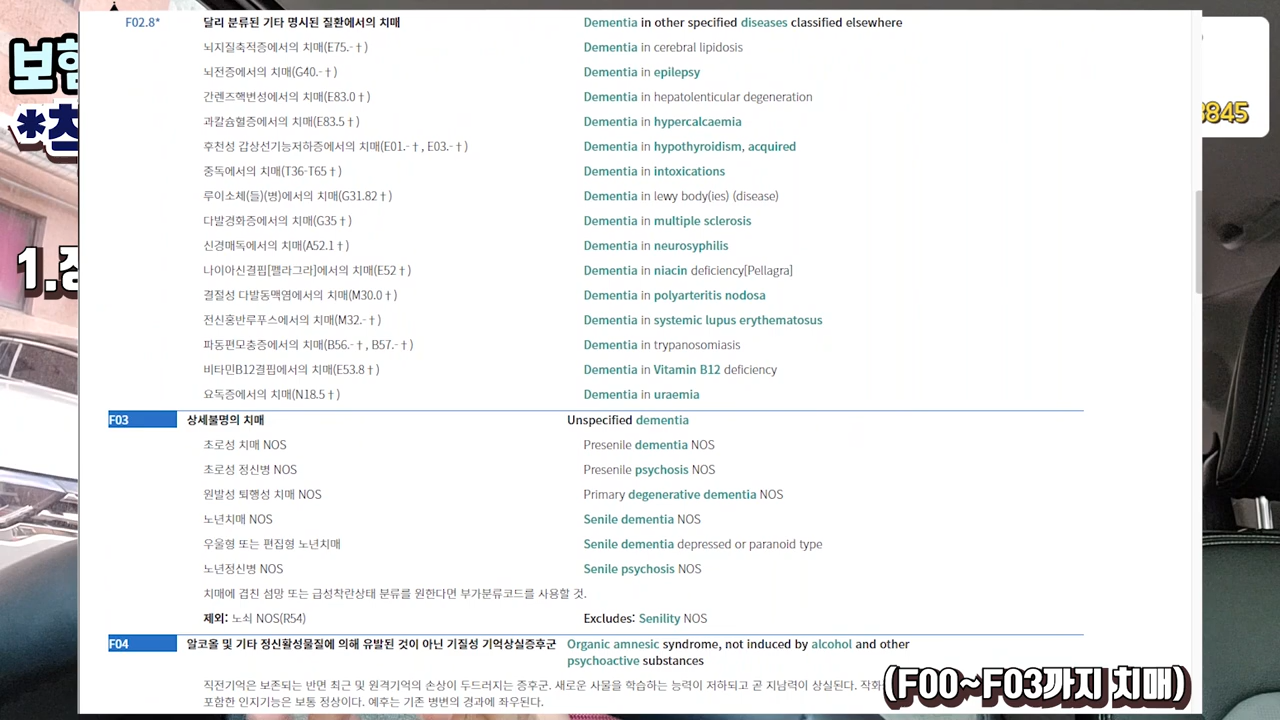 F02.8* 달리 분류된 기타 명시된 질환에서의 치매 Dementia in other specified diseases classified elsewhere
뇌지질축적증에서의 치매(E75.-†) Dementia in cerebral lipidosis
뇌전증에서의 치매(G40.-†) Dementia in epilepsy
간렌즈핵변성에서의 치매(E83.0†) Dementia in hepatolenticular degeneration
과칼슘혈증에서의 치매(E83.5†) Dementia in hypercalcaemia
후천성 갑상선기능저하증에서의 치매(E01.-†, E03.-†) Dementia in hypothyroidism, acquired
중독에서의 치매(T36-T65†) Dementia in intoxications
루이소체(들)(병)에서의 치매(G31.82†) Dementia in lewy body(ies) (disease)
다발경화증에서의 치매(G35†) Dementia in multiple sclerosis
신경매독에서의 치매(A52.1†) Dementia in neurosyphilis
나이아신결핍[펠라그라]에서의 치매(E52†) Dementia in niacin deficiency[Pellagra]
결절성 다발동맥염에서의 치매(M30.0†) Dementia in polyarteritis nodosa
전신홍반루푸스에서의 치매(M32.-†) Dementia in systemic lupus erythematosus
파동편모충증에서의 치매(B56.-†, B57.-†) Dementia in trypanosomiasis
비타민B12결핍에서의 치매(E53.8†) Dementia in Vitamin B12 deficiency
요독증에서의 치매(N18.5†) Dementia in uraemia
F03 상세불명의 치매 Unspecified dementia
초로성 치매 NOS Presenile dementia NOS
초로성 정신병 NOS Presenile psychosis NOS
원발성 퇴행성 치매 NOS Primary degenerative dementia NOS
노년치매 NOS Senile dementia NOS
우울형 또는 편집형 노년치매 Senile dementia depressed or paranoid type
노년정신병 NOS Senile psychosis NOS
치매에 겹친 섬망 또는 급성착란상태 분류를 원한다면 부가분류코드를 사용할 것.
제외: 노쇠 NOS(R54) Excludes: Senility NOS
F04 알코올 및 기타 정신활성물질에 의해 유발된 것이 아닌 기질성 기억상실증후군 Organic amnesic syndrome, not induced by alcohol and other
psychoactive substances
직전기억은 보존되는 반면 최근 및 원격기억의 손상이 두드러지는 증후군. 새로운 사물을 학습하는 능력이 저하되고 곧 지남력이 상실된다.
포함한 인지기능은 보통 정상이다. 예후는 기존 병변의 경과에 좌우된다.
(F00~F03까지 치매)
1.
845